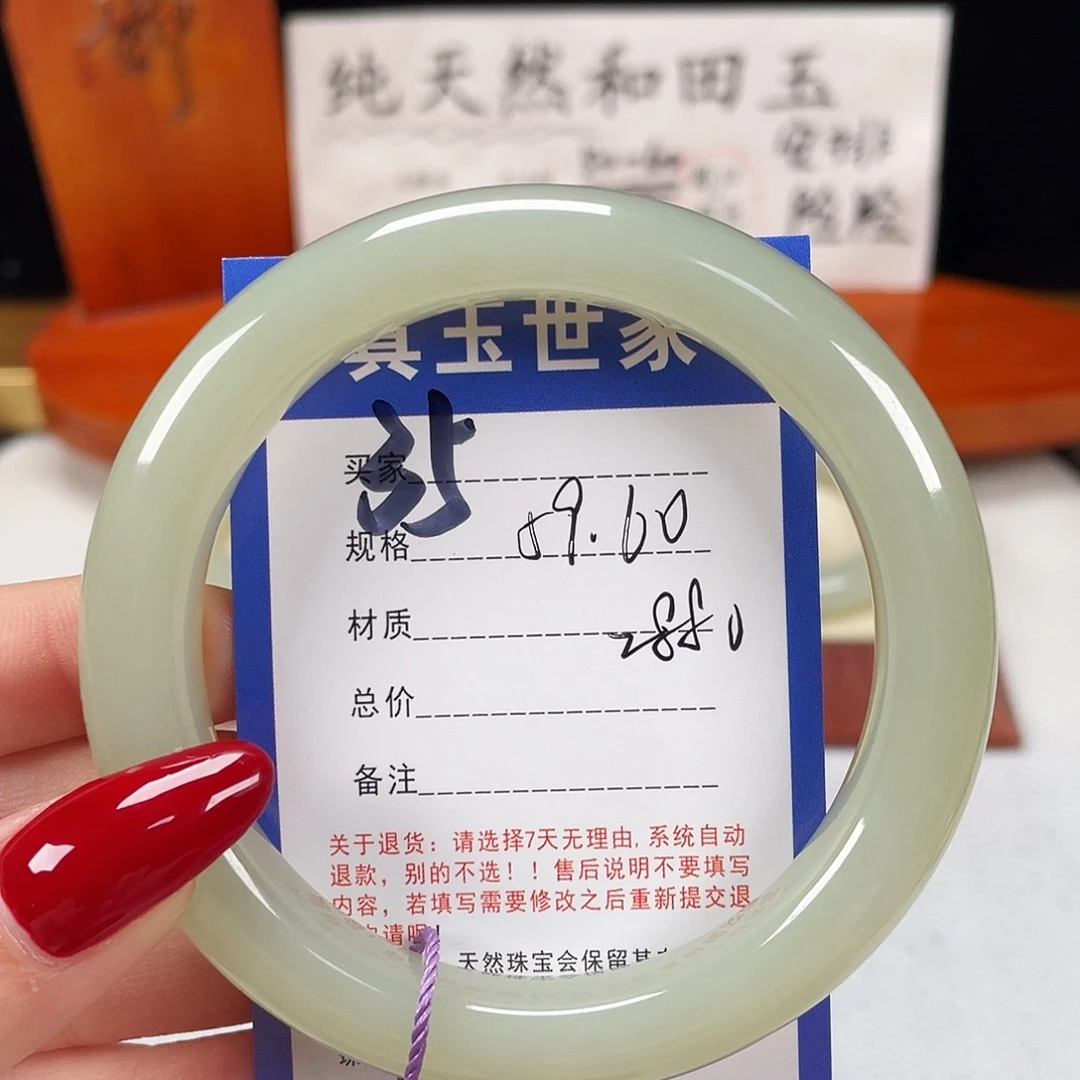 纯天然和田玉
真玉世家
35
买家
规格 59.60
材质 2880
总价
备注
关于退货：请选择7天无理由，系统自动
退款，别的不选！！售后说明不要填写
内容，若填写需要修改之后重新提交退
请呢！
天然珠宝会保留其